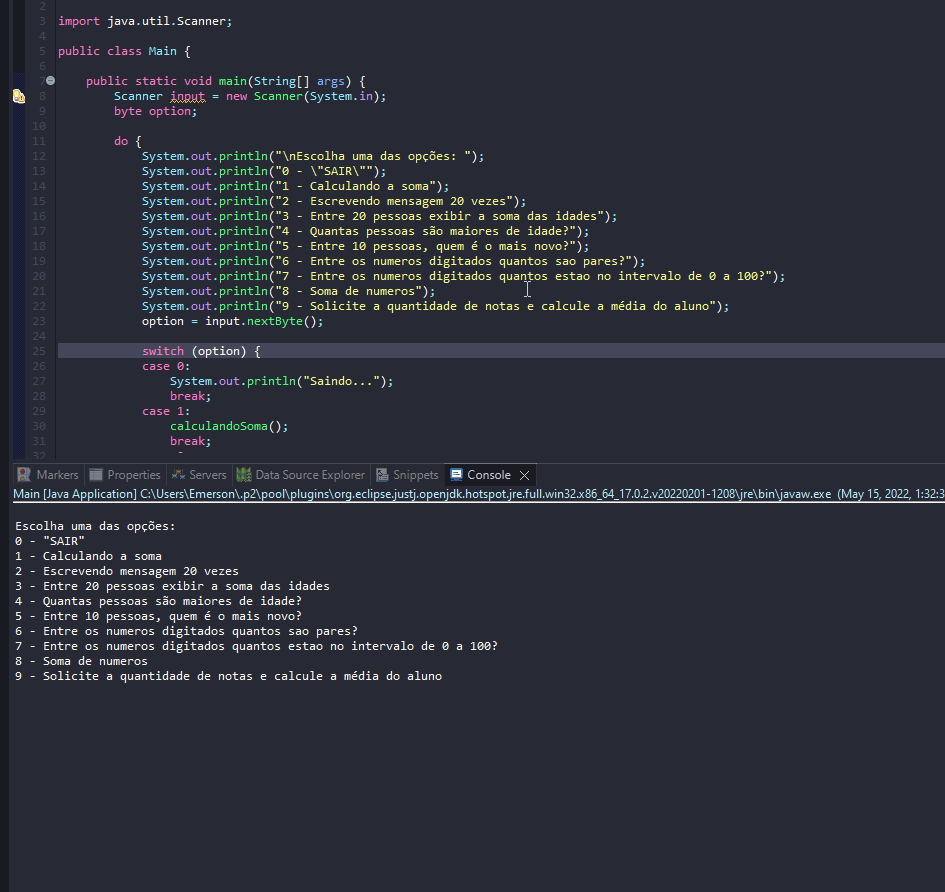 2
3 import java.util.Scanner;
4
5 public class Main {
6
7 public static void main(String[] args) {
8 Scanner input = new Scanner(System.in);
9 byte option;
10
11 do {
12 System.out.println("\nEscolha uma das opções: ");
13 System.out.println("0 - \"SAIR\"");
14 System.out.println("1 - Calculando a soma");
15 System.out.println("2 - Escrevendo mensagem 20 vezes");
16 System.out.println("3 - Entre 20 pessoas exibir a soma das idades");
17 System.out.println("4 - Quantas pessoas são maiores de idade?");
18 System.out.println("5 - Entre 10 pessoas, quem é o mais novo?");
19 System.out.println("6 - Entre os numeros digitados quantos sao pares?");
20 System.out.println("7 - Entre os numeros digitados quantos estao no intervalo de 0 a 100?");
21 System.out.println("8 - Soma de numeros");
22 System.out.println("9 - Solicite a quantidade de notas e calcule a média do aluno");
23 option = input.nextByte();
24
25 switch (option) {
26 case 0:
27 System.out.println("Saindo...");
28 break;
29 case 1:
30 calculandoSoma();
31 break;
32
Markers Properties Servers Data Source Explorer Snippets Console
Main [Java Application] C:\Users\Emerson\.p2\pool\plugins\org.eclipse.justj.openjdk.hotspot.jre.full.win32.x86_64_17.0.2.v20220201-1208\jre\bin\javaw.exe (May 15, 2022, 1:32:3
Escolha uma das opções:
0 - "SAIR"
1 - Calculando a soma
2 - Escrevendo mensagem 20 vezes
3 - Entre 20 pessoas exibir a soma das idades
4 - Quantas pessoas são maiores de idade?
5 - Entre 10 pessoas, quem é o mais novo?
6 - Entre os numeros digitados quantos sao pares?
7 - Entre os numeros digitados quantos estao no intervalo de 0 a 100?
8 - Soma de numeros
9 - Solicite a quantidade de notas e calcule a média do aluno